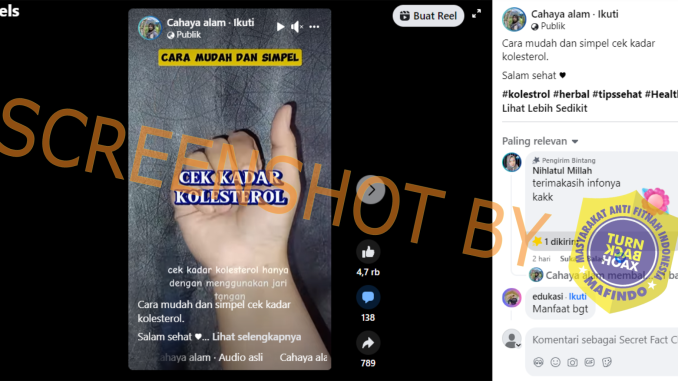 els
Cahaya alam · Ikuti
Publik
Buat Reel
CARA MUDAH DAN SIMPEL
CEK KADAR
KOLESTEROL
cek kadar kolesterol hanya
dengan menggunakan jari
tangan
Cara mudah dan simpel cek kadar
kolesterol.
Salam sehat ♥... Lihat selengkapnya
ahaya alam · Audio asli
Cahaya ala
4,7 rb
138
789
SCREENSHOT BY
Cahaya alam · Ikuti
Publik
Cara mudah dan simpel cek kadar
kolesterol.
Salam sehat ♥
#kolestrol #herbal #tipssehat #Healt
Lihat Lebih Sedikit
Paling relevan
Pengirim Bintang
Nihlatul Millah
terimakasih infonya
kakk
1 dikirim
2 hari
Cahaya alam membal
edukasi · Ikuti
Manfaat bgt
Komentari sebagai Secret Fact C
GIF
MASYARAKAT ANTI FITNAH INDONESIA
TURN
BACK
HOAX
MAFINDO